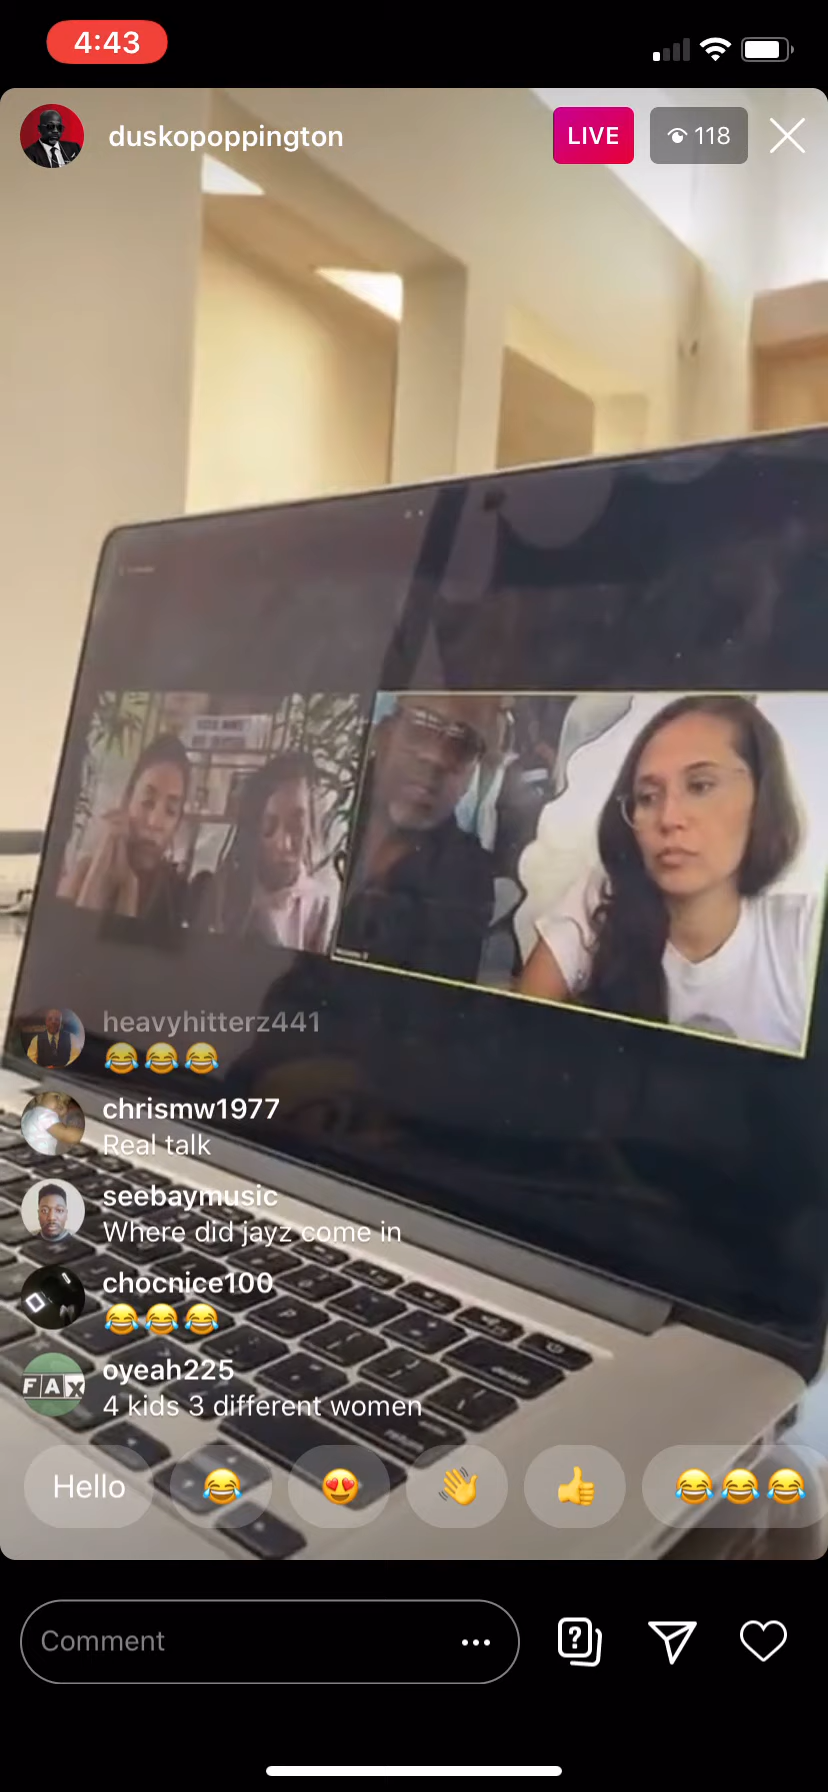 4:43
duskopoppington
LIVE
118
heavyhitterz441
😂😂😂
chrismw1977
Real talk
seebaymusic
Where did jayz come in
chocnice100
😂😂😂
FAX
oyeah225
4 kids 3 different women
Hello 😂 😍 👋 👍 😂😂😂
Comment